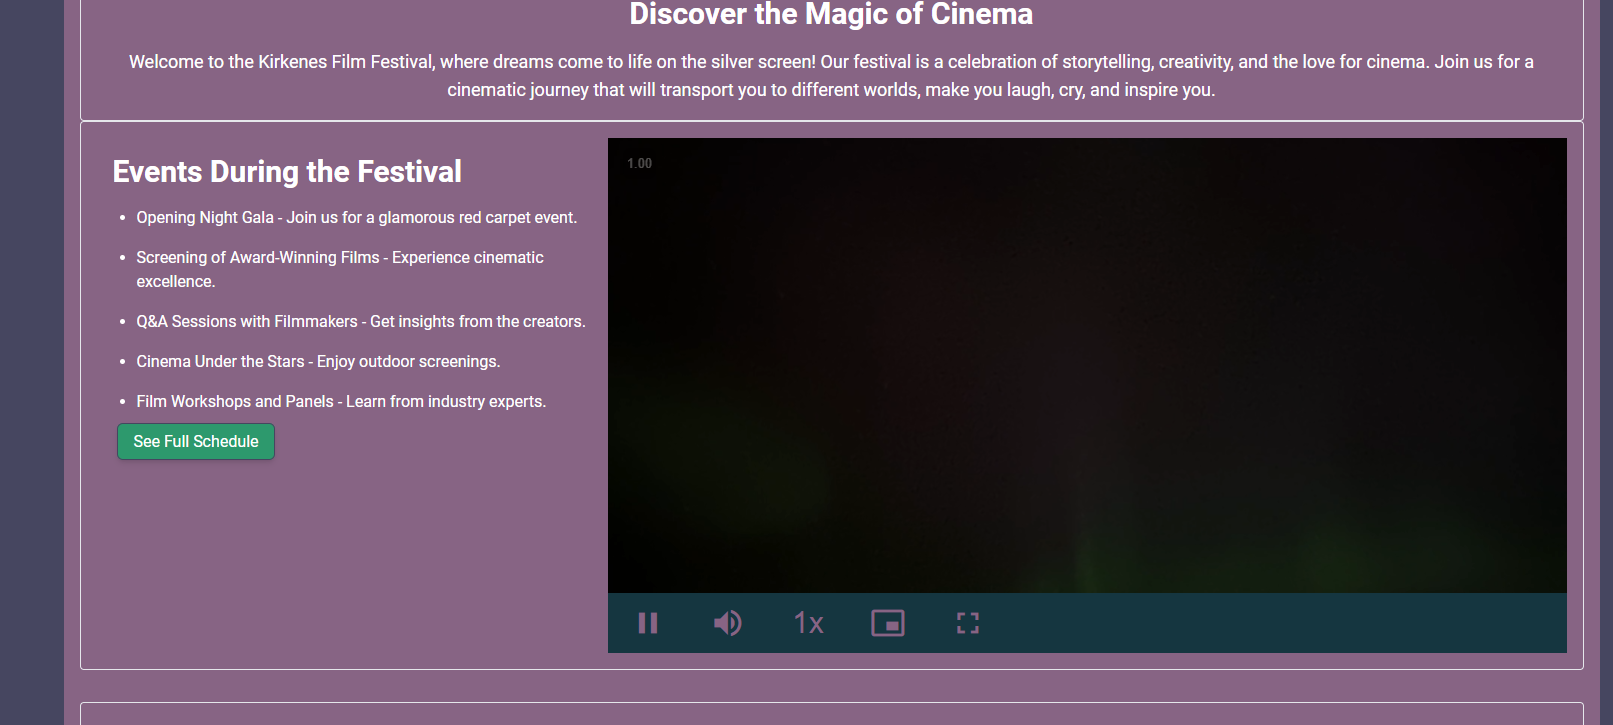 Discover the Magic of Cinema
Welcome to the Kirkenes Film Festival, where dreams come to life on the silver screen! Our festival is a celebration of storytelling, creativity, and the love for cinema. Join us for a
cinematic journey that will transport you to different worlds, make you laugh, cry, and inspire you.
Events During the Festival
• Opening Night Gala - Join us for a glamorous red carpet event.
• Screening of Award-Winning Films - Experience cinematic
excellence.
• Q&A Sessions with Filmmakers - Get insights from the creators.
• Cinema Under the Stars - Enjoy outdoor screenings.
• Film Workshops and Panels - Learn from industry experts.
See Full Schedule
1.00
1x